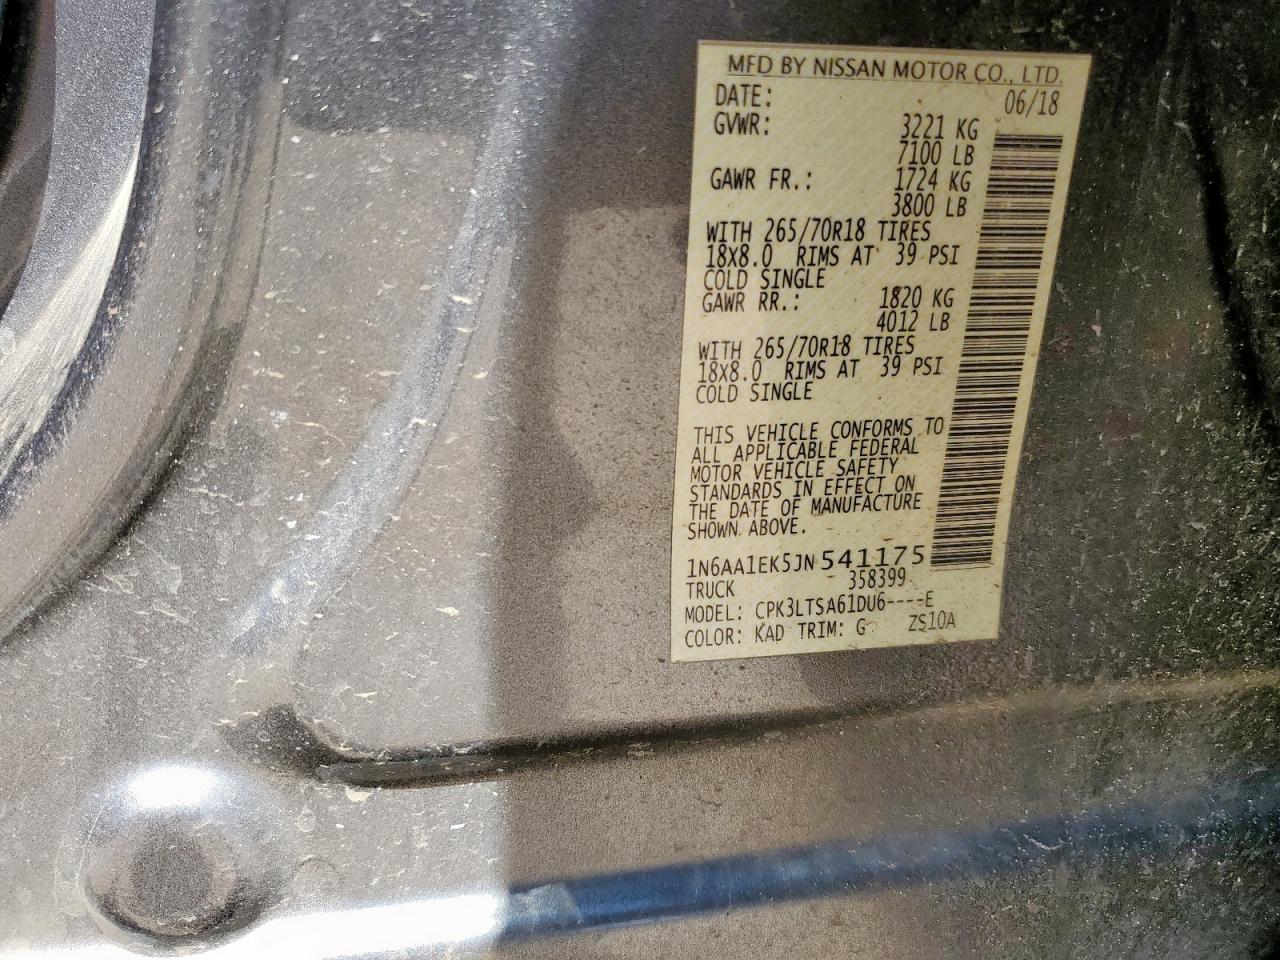 MFD BY NISSAN MOTOR CO., LTD.
DATE: 06/18
GVWR: 3221 KG
7100 LB
GAWR FR.: 1724 KG
3800 LB
WITH 265/70R18 TIRES
18X8.0 RIMS AT 39 PSI
COLD SINGLE
GAWR RR.: 1820 KG
4012 LB
WITH 265/70R18 TIRES
18X8.0 RIMS AT 39 PSI
COLD SINGLE
THIS VEHICLE CONFORMS TO
ALL APPLICABLE FEDERAL
MOTOR VEHICLE SAFETY
STANDARDS IN EFFECT ON
THE DATE OF MANUFACTURE
SHOWN ABOVE.
1N6AA1EK5JN541175
TRUCK 358399
MODEL: CPK3LTSA61DU6----E
COLOR: KAD TRIM: G ZS10A